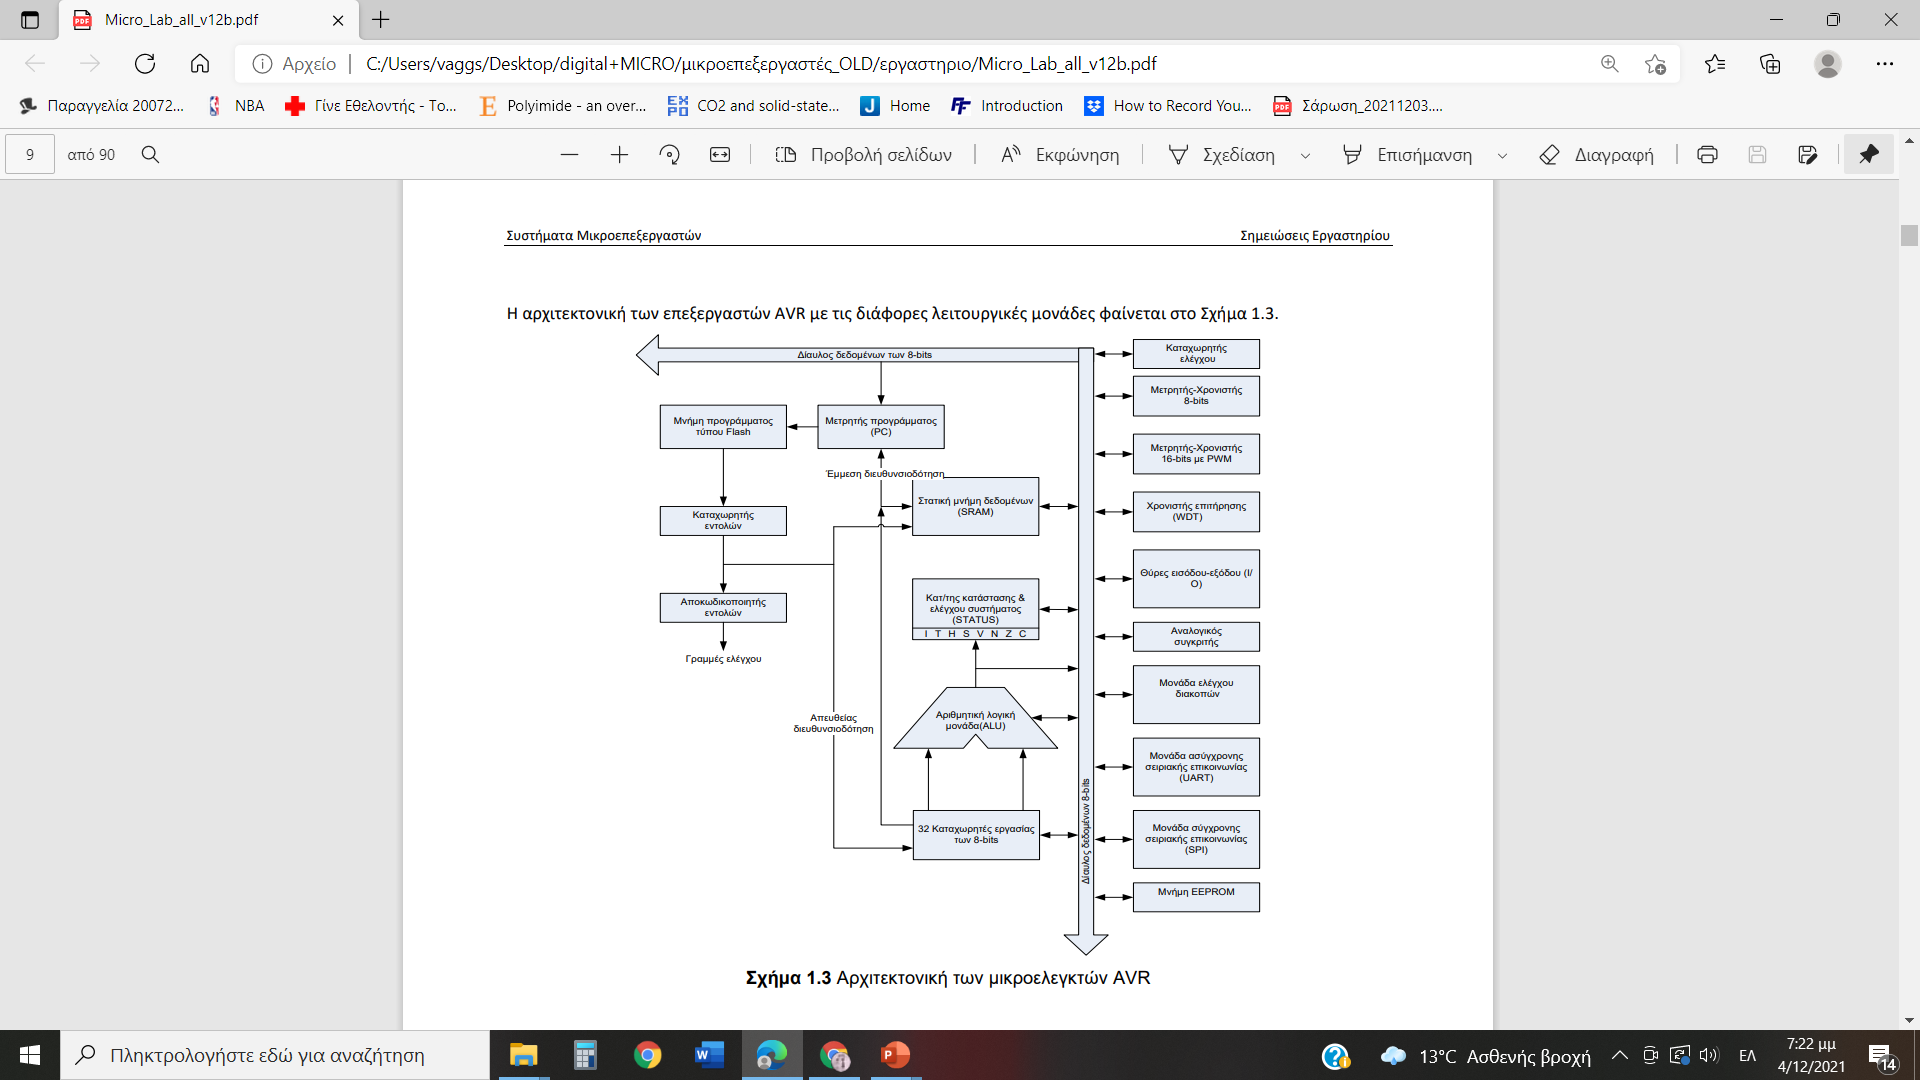 Micro_Lab_all_v12b.pdf
Αρχείο
C:/Users/vaggs/Desktop/digital+MICRO/μικροεπεξεργαστές_OLD/εργαστηριο/Micro_Lab_all_v12b.pdf
Παραγγελία 20072...
NBA
Γίνε Εθελοντής - Το...
Polyimide - an over...
CO2 and solid-state...
Home
Introduction
How to Record You...
Σάρωση_20211203....
9
από 90
Προβολή σελίδων
Εκφώνηση
Σχεδίαση
Επισήμανση
Διαγραφή
Συστήματα Μικροεπεξεργαστών
Σημειώσεις Εργαστηρίου
Η αρχιτεκτονική των επεξεργαστών AVR με τις διάφορες λειτουργικές μονάδες φαίνεται στο Σχήμα 1.3.
Δίαυλος δεδομένων των 8-bits
Μνήμη προγράμματος
τύπου Flash
Μετρητής προγράμματος
(PC)
Έμμεση διευθυνσιοδότηση
Στατική μνήμη δεδομένων
(SRAM)
Καταχωρητής
εντολών
Αποκωδικοποιητής
εντολών
Γραμμές ελέγχου
Κατ/της κατάστασης &
ελέγχου συστήματος
(STATUS)
I T H S V N Z C
Αριθμητική λογική
μονάδα(ALU)
Απευθείας
διευθυνσιοδότηση
32 Καταχωρητές εργασίας
των 8-bits
Δίαυλος δεδομένων 8-bits
Καταχωρητής
ελέγχου
Μετρητής-Χρονιστής
8-bits
Μετρητής-Χρονιστής
16-bits με PWM
Χρονιστής επιτήρησης
(WDT)
Θύρες εισόδου-εξόδου (I/
O)
Αναλογικός
συγκριτής
Μονάδα ελέγχου
διακοπών
Μονάδα ασύγχρονης
σειριακής επικοινωνίας
(UART)
Μονάδα σύγχρονης
σειριακής επικοινωνίας
(SPI)
Μνήμη EEPROM
Σχήμα 1.3 Αρχιτεκτονική των μικροελεγκτών AVR
Πληκτρολογήστε εδώ για αναζήτηση
13°C Ασθενής βροχή
ΕΛ
7:22 μμ
4/12/2021
14